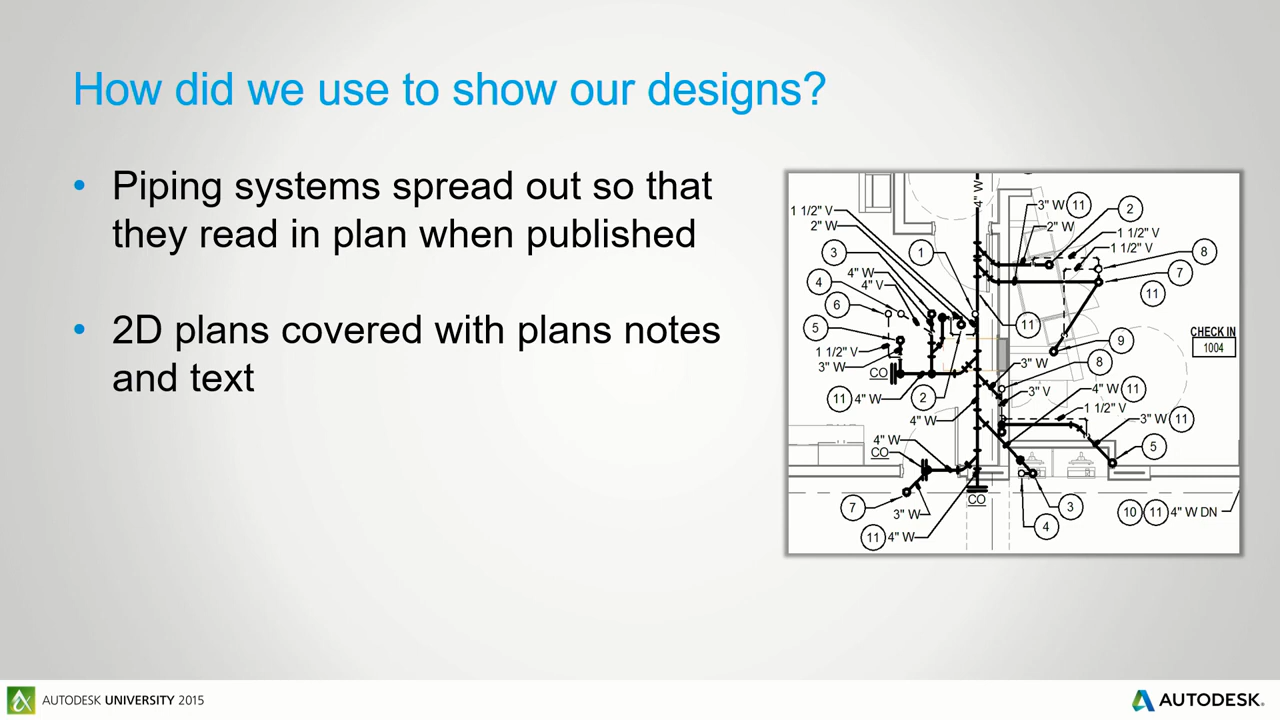 How did we use to show our designs?
• Piping systems spread out so that
they read in plan when published
• 2D plans covered with plans notes
and text
4" W
1 1/2" V
2" W
3
4
6
5
4" W
4" V
1 1/2" V
3" W
CO
11 4" W
2
1
3" W 11
2" W
2
1 1/2" V
1 1/2" V
8
7
11
11
9
CHECK IN
1004
3" W
8
3" V
4" W 11
1 1/2" V
3" W 11
5
4" W
4" W
CO
7
3" W
11 4" W
CO
3
4
10 11 4" W DN
AUTODESK UNIVERSITY 2015
AUTODESK®